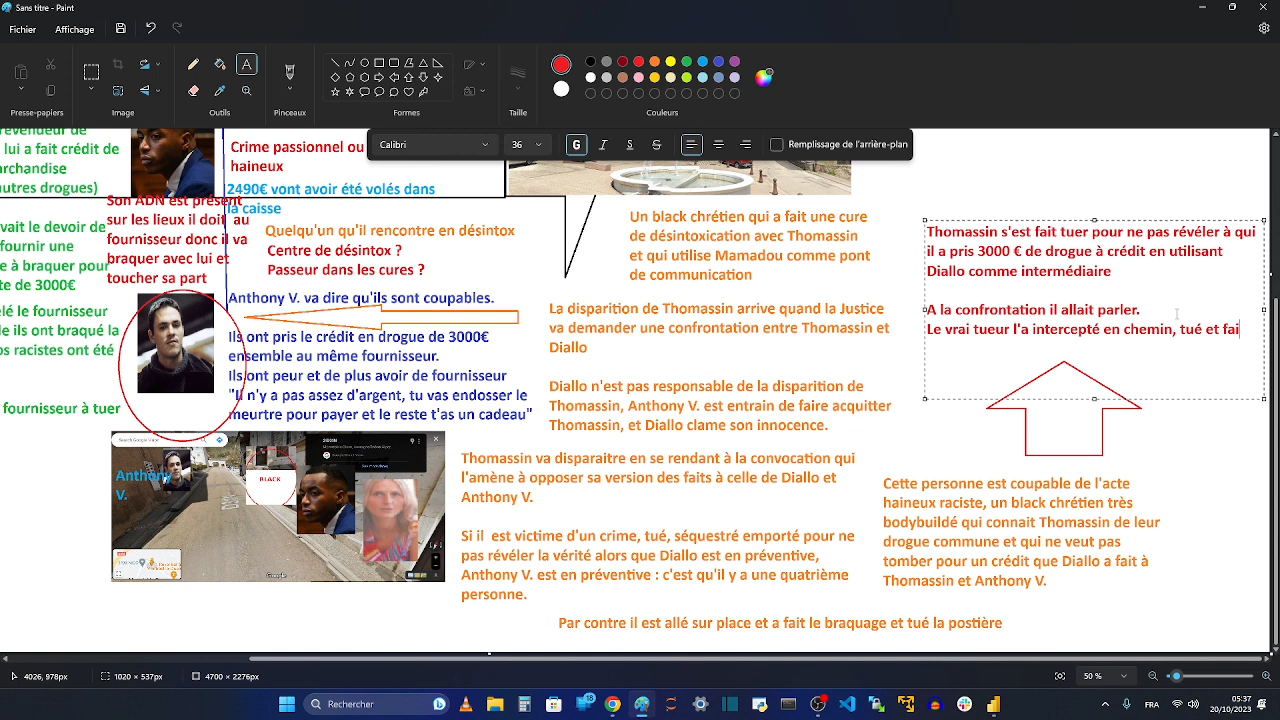 Sans titre - Paint
Fichier
Affichage
Presse-papiers
Image
Outils
Pinceaux
Formes
Taille
Couleurs
Calibri
36
G
I
S
S
Remplissage de l'arrière-plan
revendeur de
lui a fait crédit de
archandise
autres drogues)
Crime passionnel ou
haineux
2490€ vont avoir été volés dans
la caisse
Son ADN est présent
sur les lieux il doit au
fournisseur donc il va
braquer avec lui et
toucher sa part
vait le devoir de
fournir une
e à braquer pour
te de 3000€
elé le fournisseur
le ils ont braqué la
os racistes ont été
fournisseur à tuer
Quelqu'un qu'il rencontre en désintox
Centre de désintox ?
Passeur dans les cures ?
Anthony V. va dire qu'ils sont coupables.
Ils ont pris le crédit en drogue de 3000€
ensemble au même fournisseur.
Ils ont peur et de plus avoir de fournisseur
"Il n'y a pas assez d'argent, tu vas endosser le
meurtre pour payer et le reste t'as un cadeau"
Un black chrétien qui a fait une cure
de désintoxication avec Thomassin
et qui utilise Mamadou comme pont
de communication
La disparition de Thomassin arrive quand la Justice
va demander une confrontation entre Thomassin et
Diallo
Diallo n'est pas responsable de la disparition de
Thomassin, Anthony V. est entrain de faire acquitter
Thomassin, et Diallo clame son innocence.
Thomassin va disparaitre en se rendant à la convocation qui
l'amène à opposer sa version des faits à celle de Diallo et
Anthony V.
Si il  est victime d'un crime, tué, séquestré emporté pour ne
pas révéler la vérité alors que Diallo est en préventive,
Anthony V. est en préventive : c'est qu'il y a une quatrième
personne.
Par contre il est allé sur place et a fait le braquage et tué la postière
Thomassin s'est fait tuer pour ne pas révéler à qui
il a pris 3000 € de drogue à crédit en utilisant
Diallo comme intermédiaire
A la confrontation il allait parler.
Le vrai tueur l'a intercepté en chemin, tué et fai
Cette personne est coupable de l'acte
haineux raciste, un black chrétien très
bodybuildé qui connait Thomassin de leur
drogue commune et qui ne veut pas
tomber pour un crédit que Diallo a fait à
Thomassin et Anthony V.
Anthony
V.
BLACK
Google
4026, 978px
1020 × 537px
4700 × 2276px
50 %
Rechercher
FRA
05:37
20/10/2023